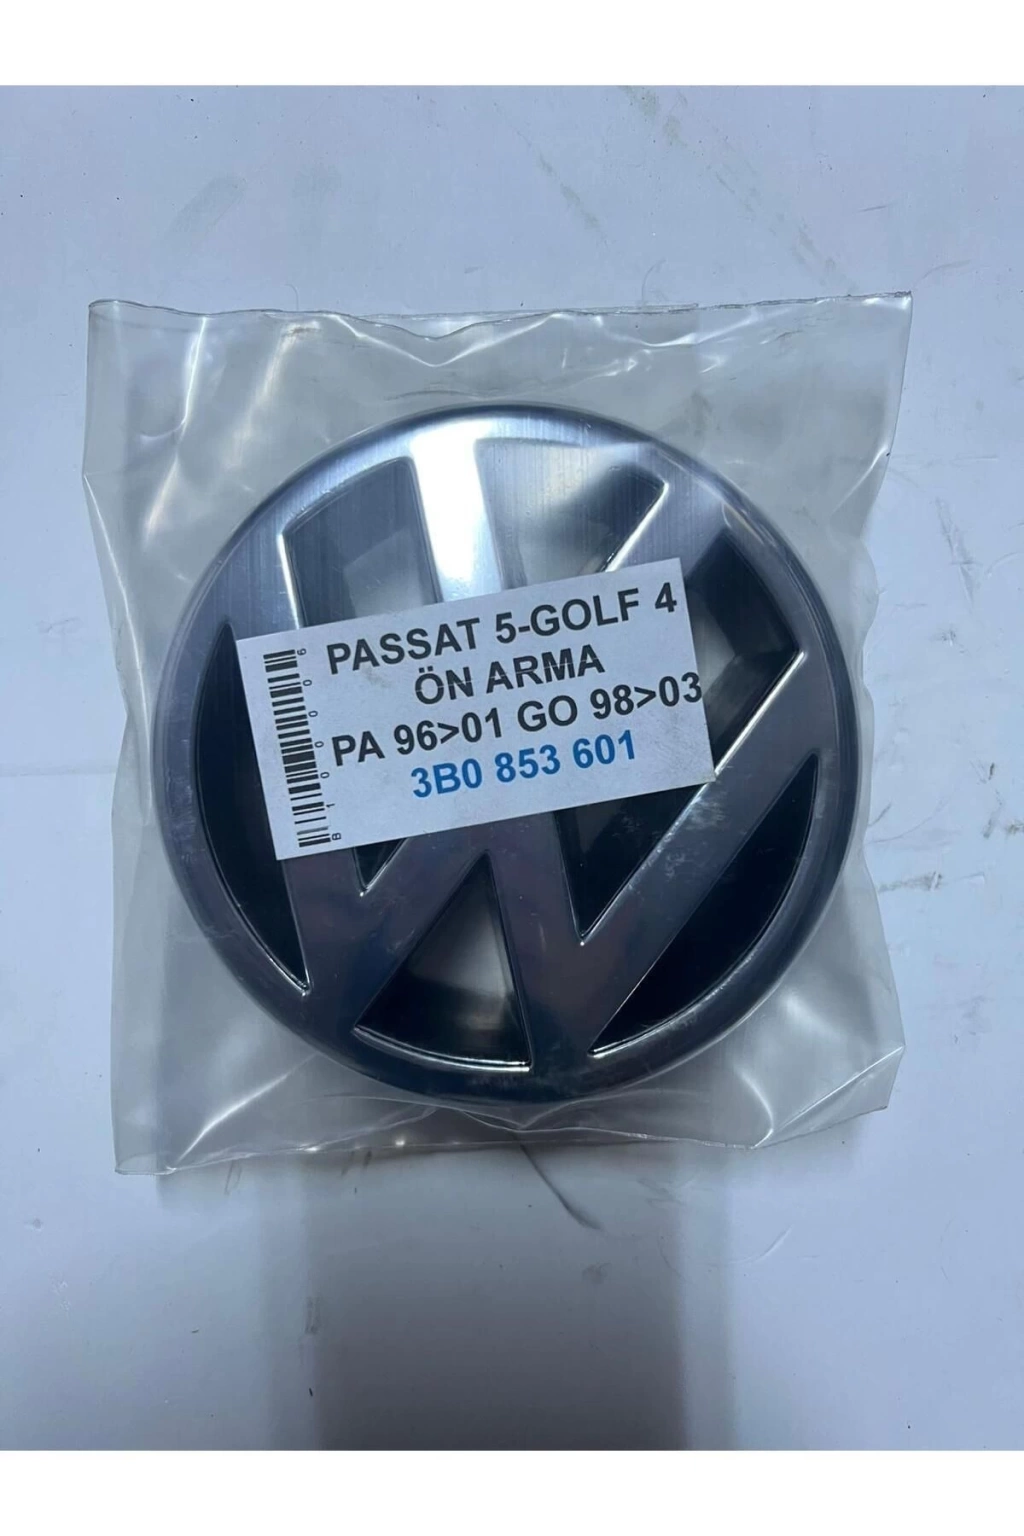 PASSAT 5-GOLF 4
ÖN ARMA
PA 96>01 GO 98>03
3B0 853 601